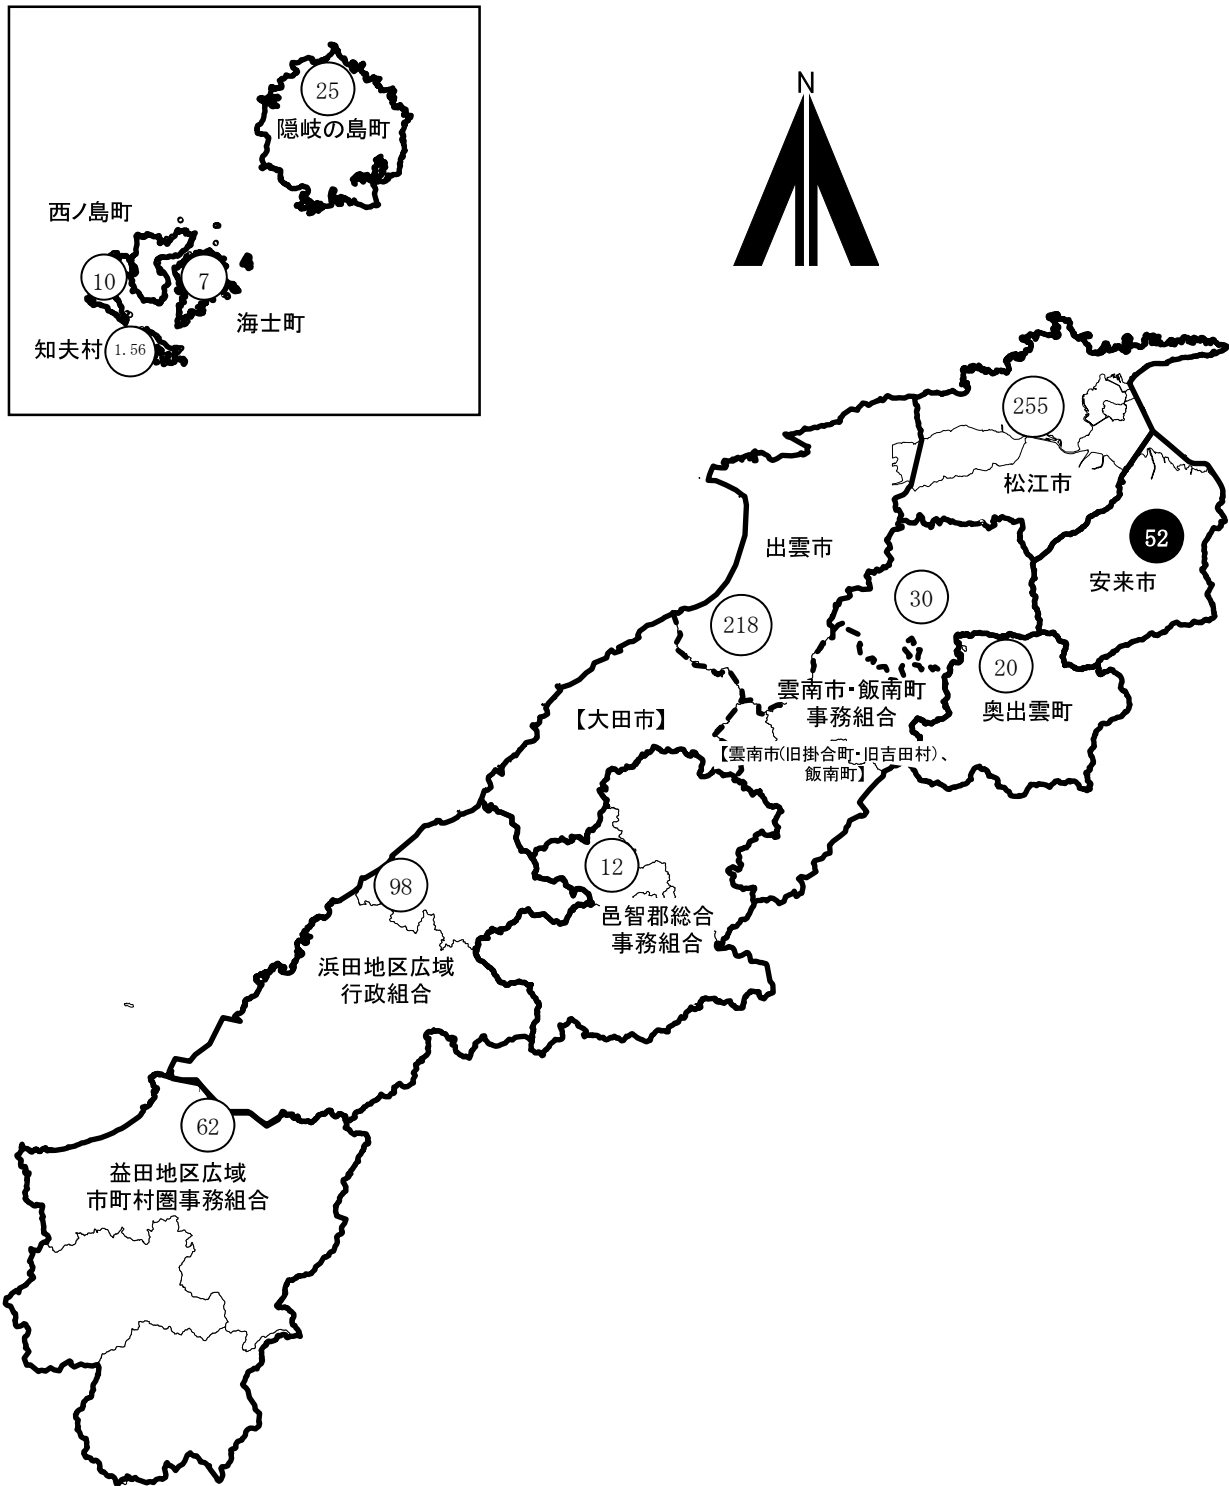 25
隠岐の島町
西ノ島町
10
7
海士町
知夫村
1.56
N
255
松江市
52
安来市
出雲市
218
30
20
奥出雲町
雲南市・飯南町
事務組合
【雲南市(旧掛合町・旧吉田村)、
飯南町】
【大田市】
12
邑智郡総合
事務組合
98
浜田地区広域
行政組合
62
益田地区広域
市町村圏事務組合